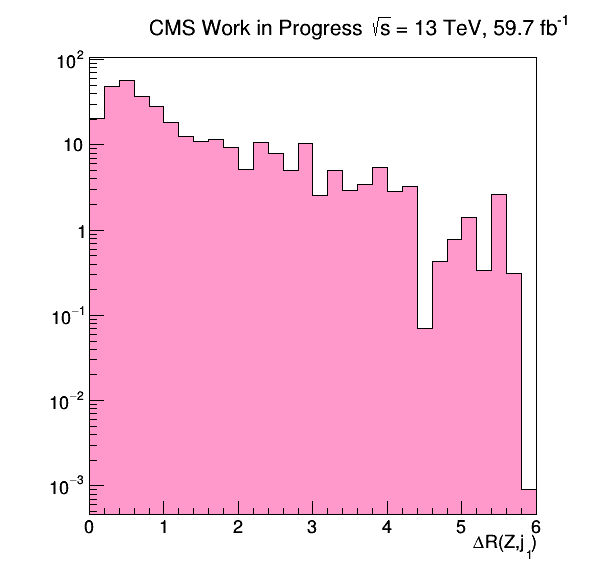 CMS Work in Progress √s = 13 TeV, 59.7 fb⁻¹
10²
10
1
10⁻¹
10⁻²
10⁻³
0 1 2 3 4 5 6
ΔR(Z,j₁)